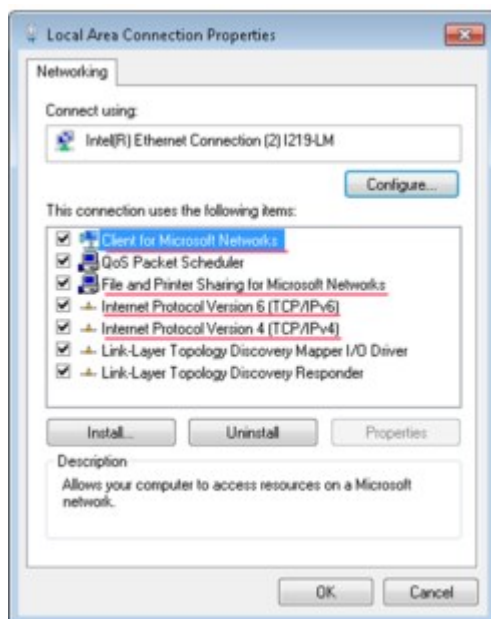 Local Area Connection Properties
Networking
Connect using:
Intel(R) Ethernet Connection (2) I219-LM
Configure...
This connection uses the following items:
Client for Microsoft Networks
QoS Packet Scheduler
File and Printer Sharing for Microsoft Networks
Internet Protocol Version 6 (TCP/IPv6)
Internet Protocol Version 4 (TCP/IPv4)
Link-Layer Topology Discovery Mapper I/O Driver
Link-Layer Topology Discovery Responder
Install... Uninstall Properties
Description
Allows your computer to access resources on a Microsoft
network.
OK Cancel